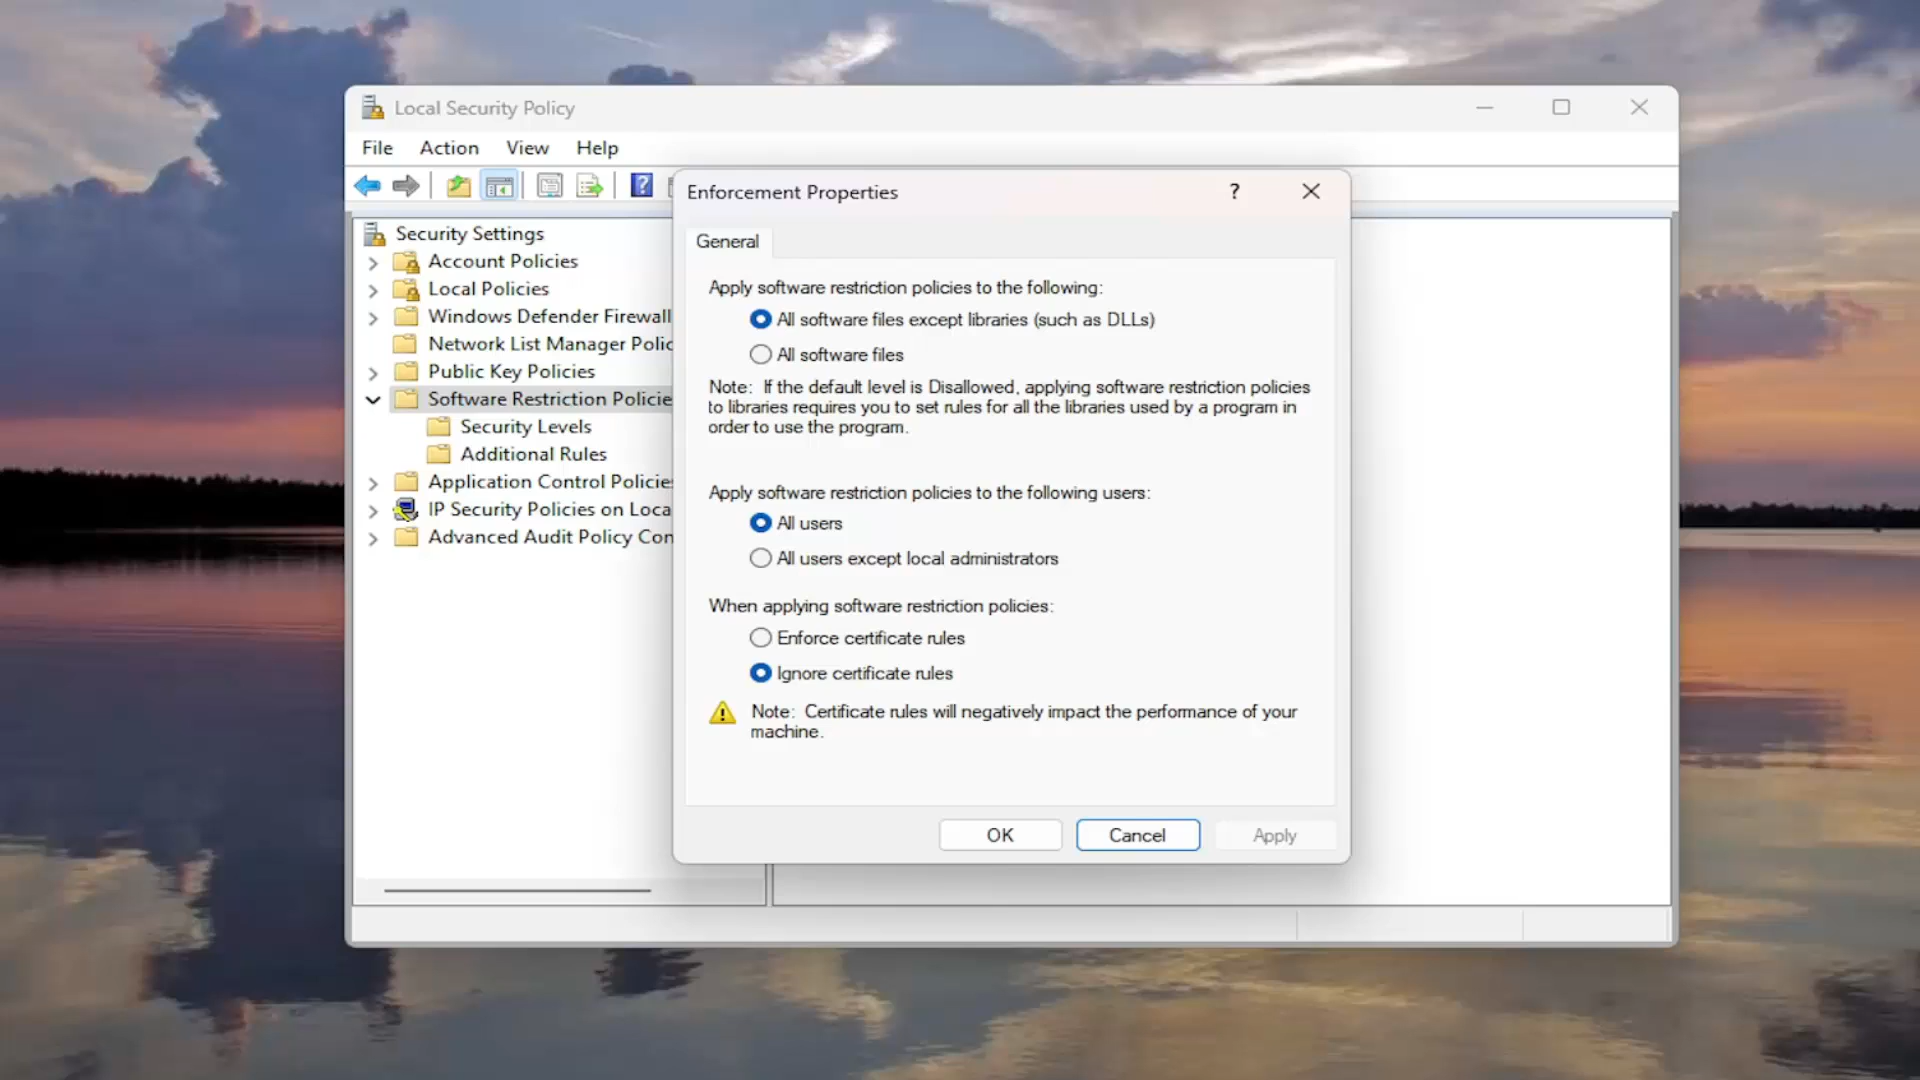 Local Security Policy
File Action View Help
Enforcement Properties
?
General
Security Settings
Account Policies
Local Policies
Windows Defender Firewall
Network List Manager Polic
Public Key Policies
Software Restriction Policie
Security Levels
Additional Rules
Application Control Policies
IP Security Policies on Loca
Advanced Audit Policy Con
Apply software restriction policies to the following:
All software files except libraries (such as DLLs)
All software files
Note: If the default level is Disallowed, applying software restriction policies
to libraries requires you to set rules for all the libraries used by a program in
order to use the program.
Apply software restriction policies to the following users:
All users
All users except local administrators
When applying software restriction policies:
Enforce certificate rules
Ignore certificate rules
Note: Certificate rules will negatively impact the performance of your
machine.
OK Cancel Apply